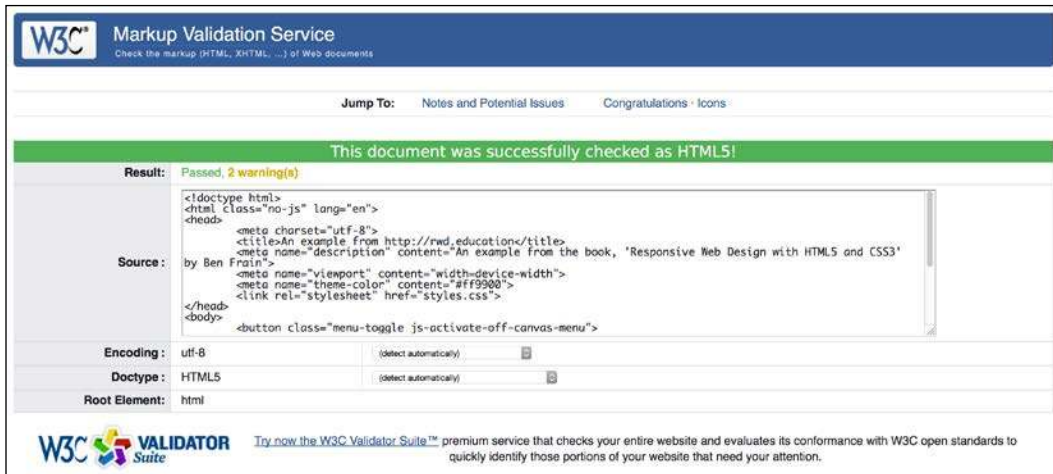 W3C®
Markup Validation Service
Check the markup (HTML, XHTML, ...) of Web documents
Jump To: Notes and Potential Issues Congratulations · Icons
This document was successfully checked as HTML5!
Result: Passed, 2 warning(s)
Source :
<!doctype html>
<html class="no-js" lang="en">
<head>
<meta charset="utf-8">
<title>An example from http://rwd.education</title>
<meta name="description" content="An example from the book, 'Responsive Web Design with HTML5 and CSS3'
by Ben Frain">
<meta name="viewport" content="width=device-width">
<meta name="theme-color" content="#ff9900">
<link rel="stylesheet" href="styles.css">
</head>
<body>
<button class="menu-toggle js-activate-off-canvas-menu">
Encoding : utf-8 (detect automatically)
Doctype : HTML5 (detect automatically)
Root Element: html
W3C VALIDATOR
Suite
Try now the W3C Validator Suite™ premium service that checks your entire website and evaluates its conformance with W3C open standards to
quickly identify those portions of your website that need your attention.